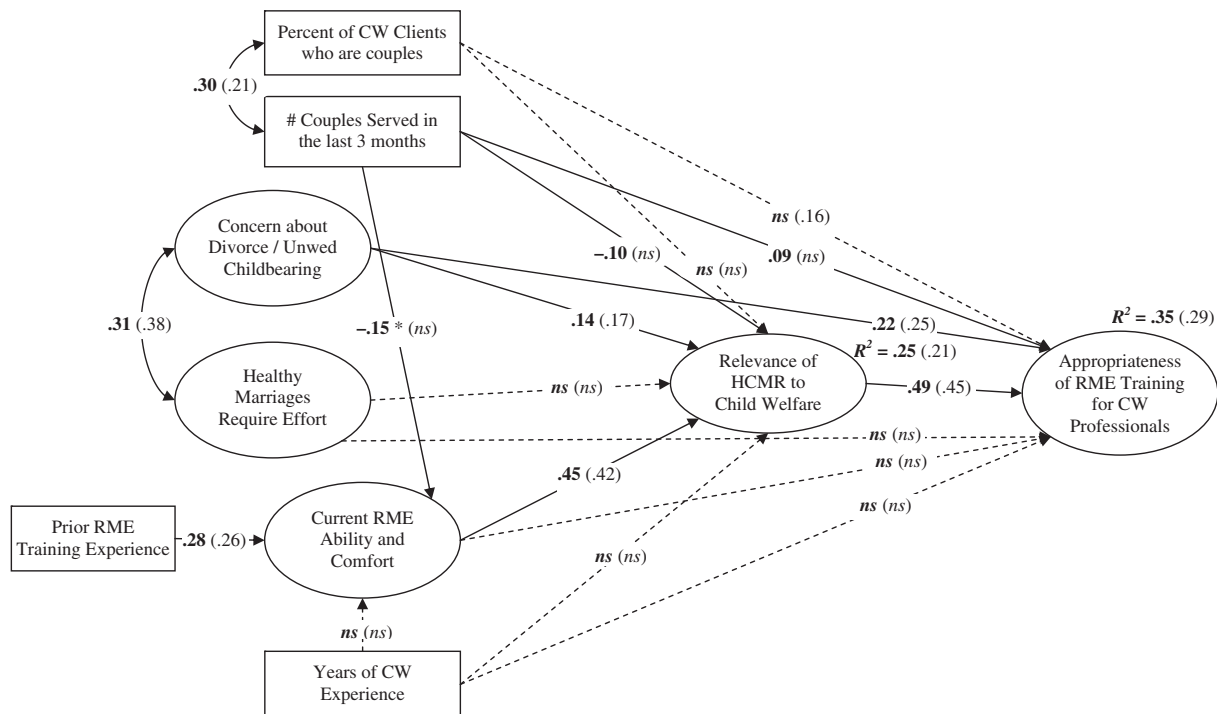 Percent of CW Clients
who are couples
.30 (.21)
# Couples Served in
the last 3 months
ns (.16)
Concern about
Divorce / Unwed
Childbearing
–.10 (ns)
ns (ns)
.09 (ns)
.31 (.38)
–.15 * (ns)
.14 (.17)
.22 (.25)
R² = .35 (.29)
R² = .25 (.21)
Healthy
Marriages
Require Effort
ns (ns)
Relevance of
HCMR to
Child Welfare
.49 (.45)
Appropriateness
of RME Training
for CW
Professionals
ns (ns)
.45 (.42)
ns (ns)
ns (ns)
Prior RME
Training Experience
.28 (.26)
Current RME
Ability and
Comfort
ns (ns)
ns (ns)
Years of CW
Experience